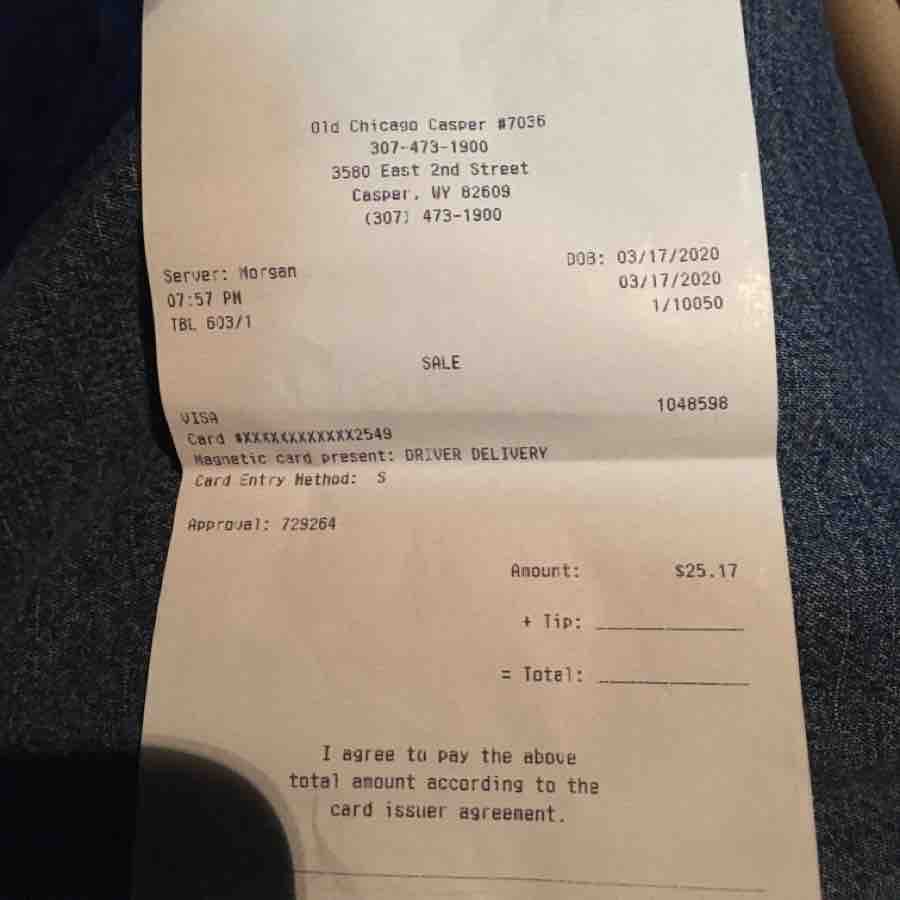 Old Chicago Casper #7036
307-473-1900
3580 East 2nd Street
Casper, WY 82609
(307) 473-1900
Server: Morgan
DOB: 03/17/2020
07:57 PM
03/17/2020
TBL 603/1
1/10050
SALE
VISA
1048598
Card #XXXXXXXXXXXX2549
Magnetic card present: DRIVER DELIVERY
Card Entry Method: S
Approval: 729264
Amount: $25.17
+ Tip:
= Total:
I agree to pay the above
total amount according to the
card issuer agreement.